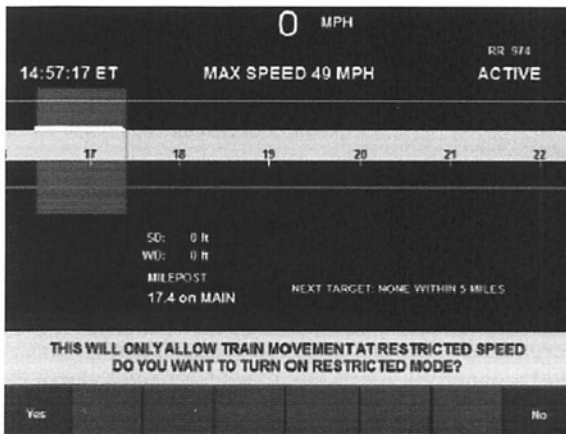 0 MPH
RR 974
14:57:17 ET MAX SPEED 49 MPH ACTIVE
17 18 19 20 21 22
SD: 0 ft
WD: 0 ft
MILEPOST
17.4 on MAIN
NEXT TARGET: NONE WITHIN 5 MILES
THIS WILL ONLY ALLOW TRAIN MOVEMENT AT RESTRICTED SPEED
DO YOU WANT TO TURN ON RESTRICTED MODE?
Yes No